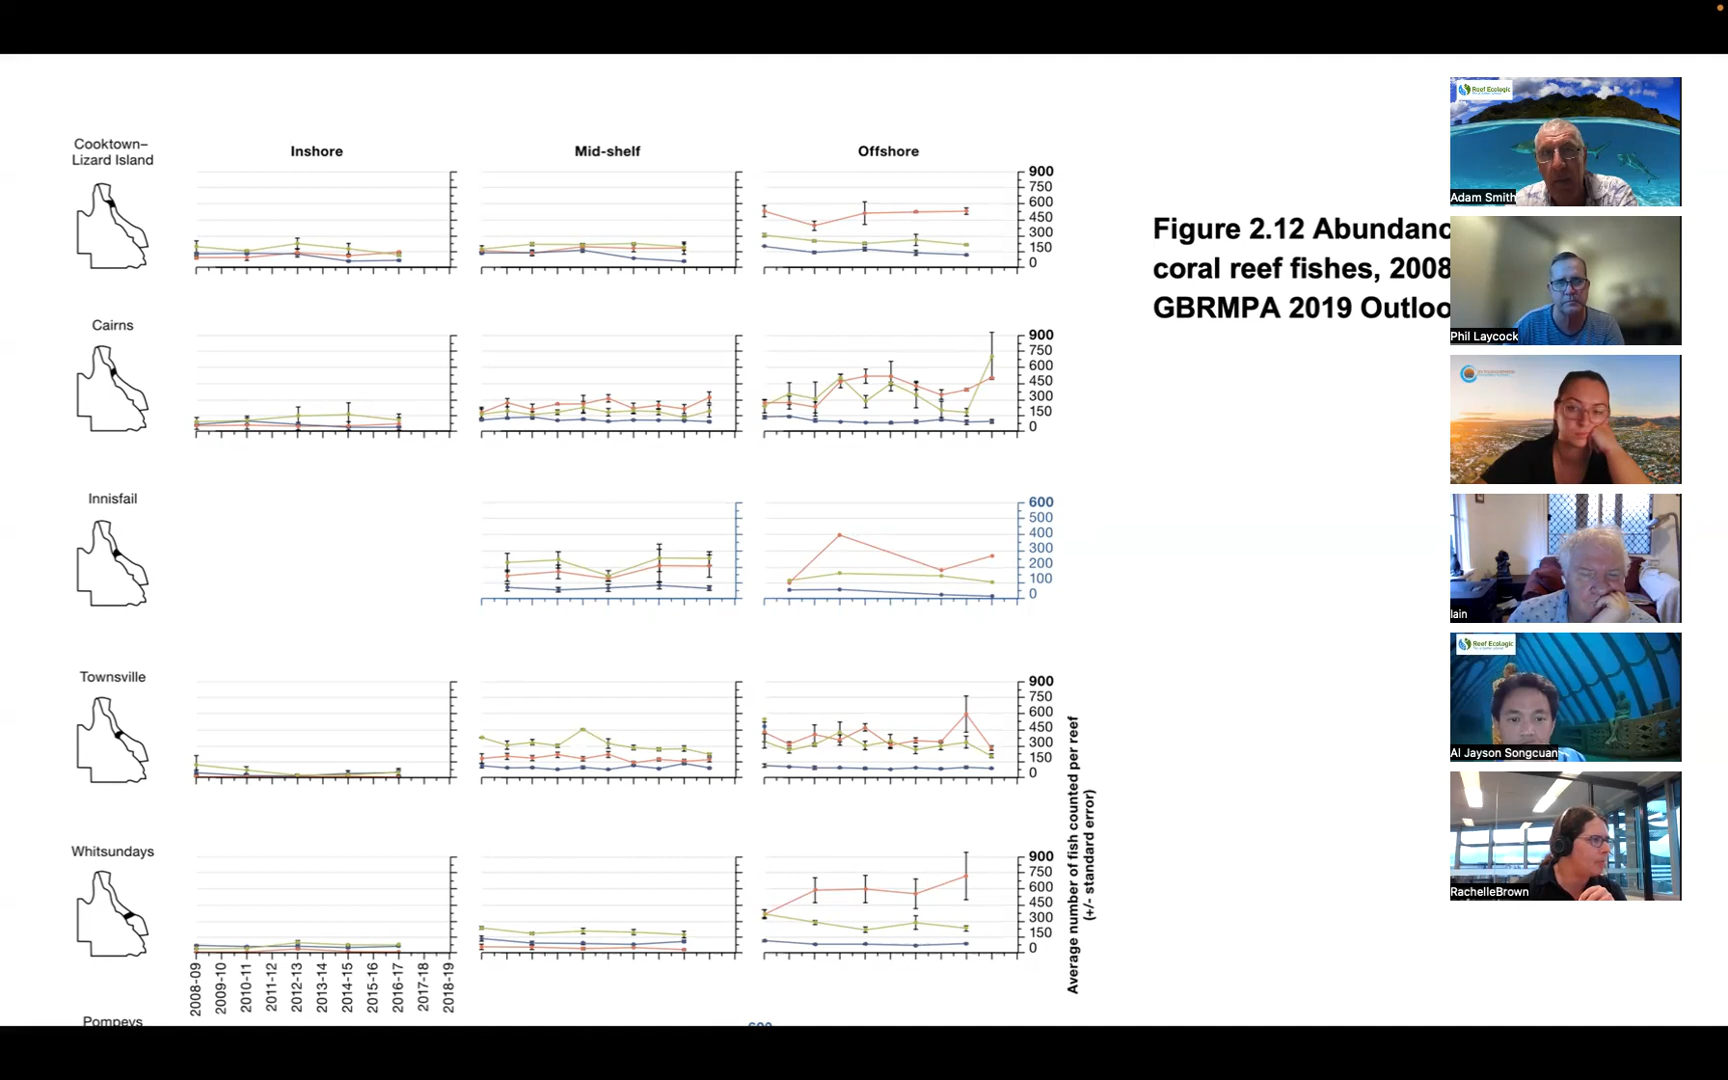 Cooktown–
Lizard Island
Inshore
Mid-shelf
Offshore
900
750
600
450
300
150
0
Figure 2.12 Abundanc
coral reef fishes, 2008
GBRMPA 2019 Outloo
Cairns
900
750
600
450
300
150
0
Innisfail
600
500
400
300
200
100
0
Townsville
900
750
600
450
300
150
0
Whitsundays
900
750
600
450
300
150
0
Average number of fish counted per reef
(+/- standard error)
2008-09
2009-10
2010-11
2011-12
2012-13
2013-14
2014-15
2015-16
2016-17
2017-18
2018-19
Pompeys
600
Reef Ecologic
Adam Smith
Phil Laycock
Iain
Reef Ecologic
Al Jayson Songcuan
RachelleBrown